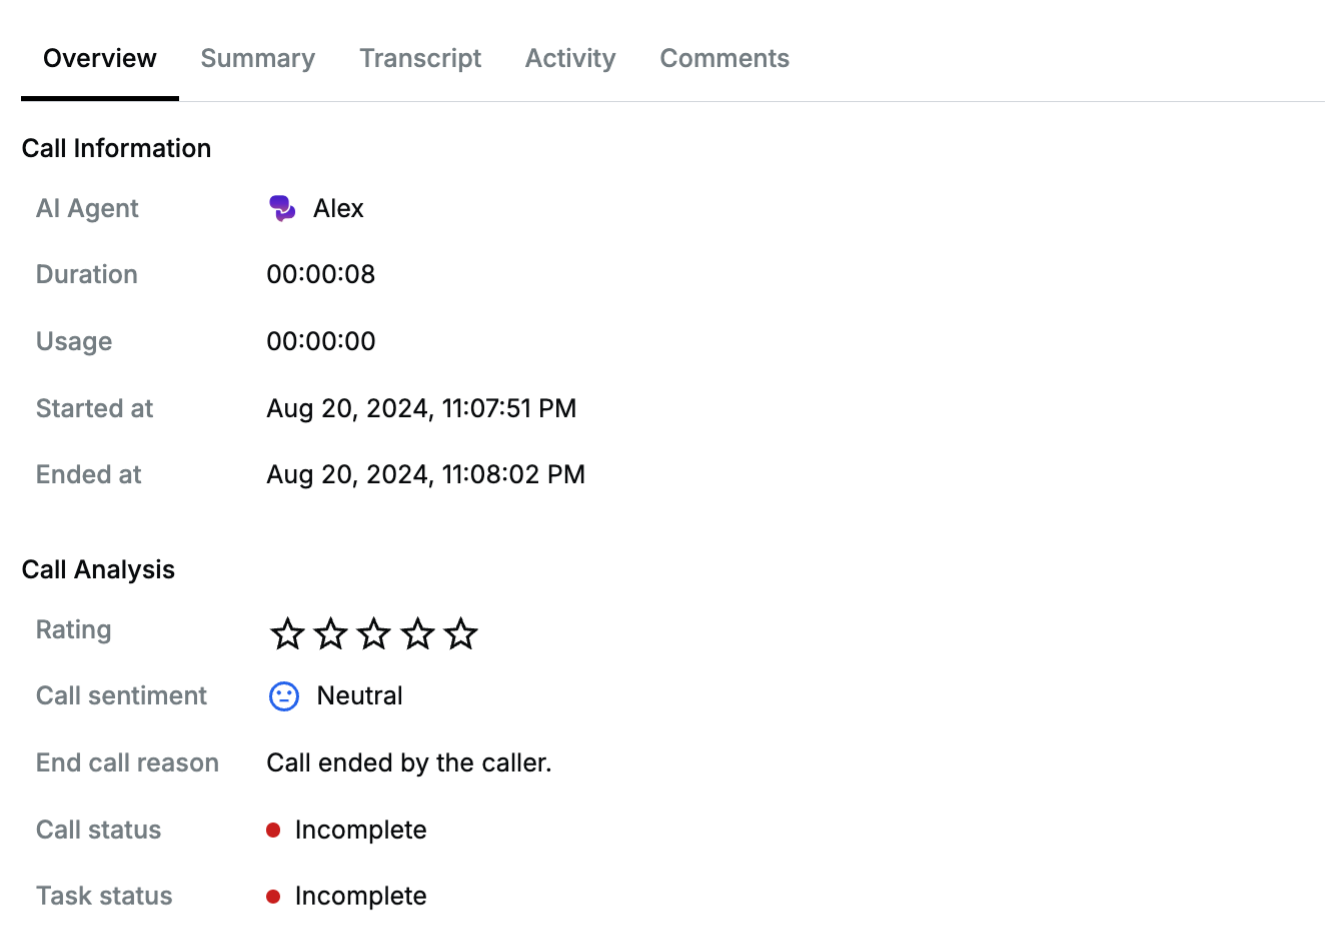 Overview Summary Transcript Activity Comments
Call Information
AI Agent Alex
Duration 00:00:08
Usage 00:00:00
Started at Aug 20, 2024, 11:07:51 PM
Ended at Aug 20, 2024, 11:08:02 PM
Call Analysis
Rating
Call sentiment Neutral
End call reason Call ended by the caller.
Call status Incomplete
Task status Incomplete